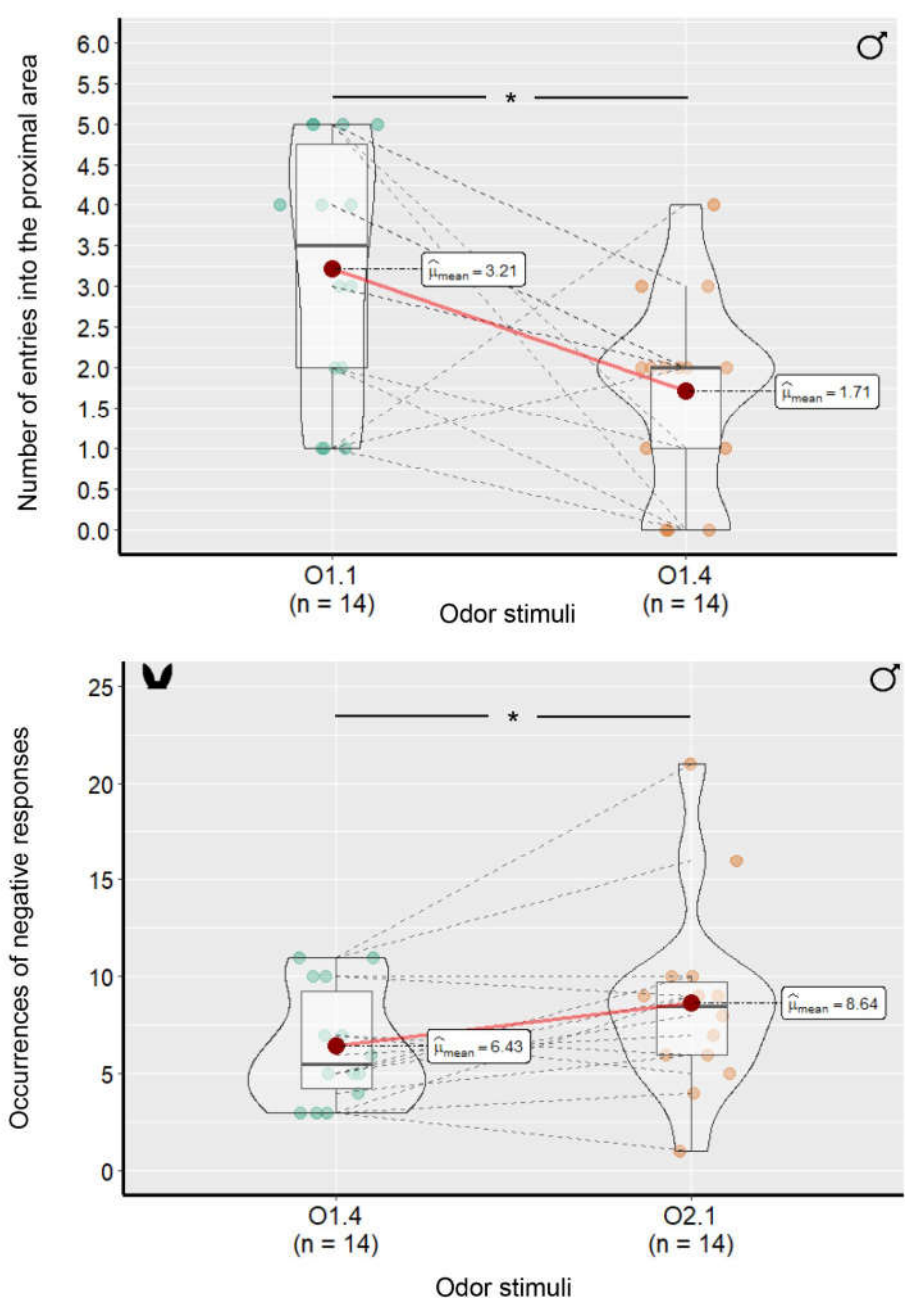 Number of entries into the proximal area
6.0
5.5
5.0
4.5
4.0
3.5
3.0
2.5
2.0
1.5
1.0
0.5
0.0
♂
*
μ̂mean = 3.21
μ̂mean = 1.71
O1.1
(n = 14)
O1.4
(n = 14)
Odor stimuli
Occurrences of negative responses
25
20
15
10
5
0
♂
*
μ̂mean = 6.43
μ̂mean = 8.64
O1.4
(n = 14)
O2.1
(n = 14)
Odor stimuli